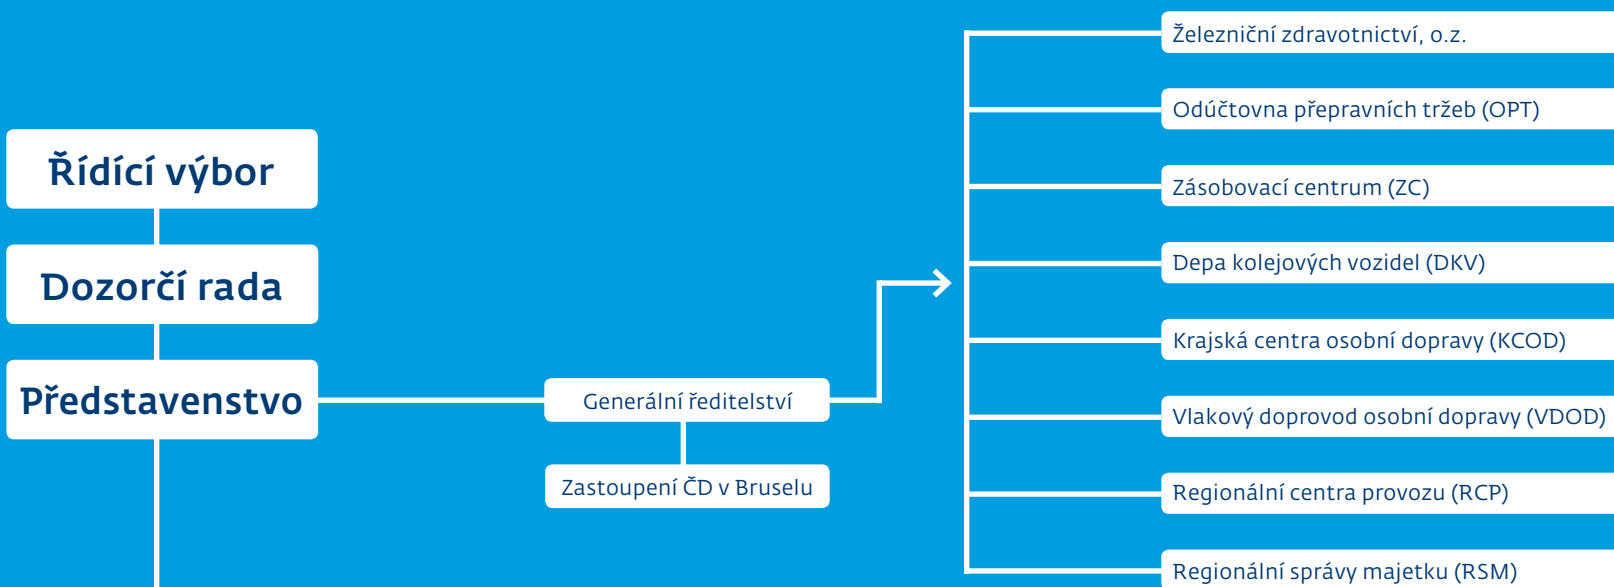 Řídící výbor
Dozorčí rada
Představenstvo
Generální ředitelství
Zastoupení ČD v Bruselu
Železniční zdravotnictví, o.z.
Odúčtovna přepravních tržeb (OPT)
Zásobovací centrum (ZC)
Depa kolejových vozidel (DKV)
Krajská centra osobní dopravy (KCOD)
Vlakový doprovod osobní dopravy (VDOD)
Regionální centra provozu (RCP)
Regionální správy majetku (RSM)